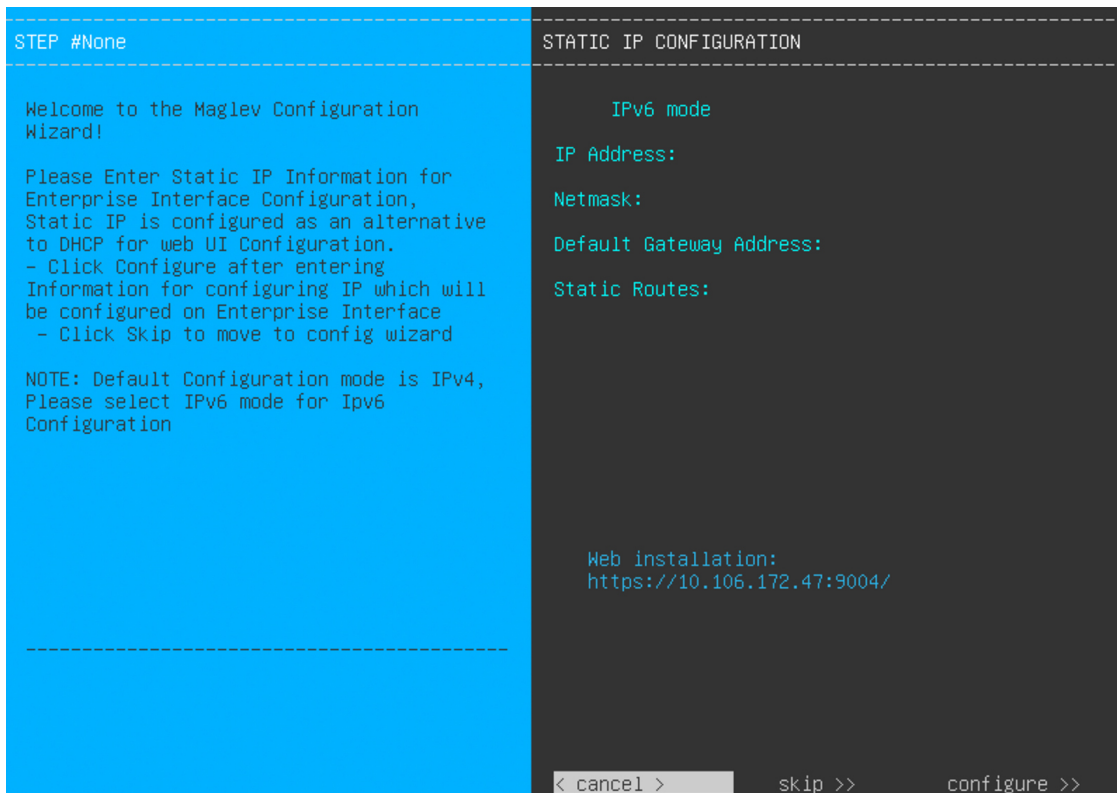 STEP #None
Welcome to the Maglev Configuration
Wizard!
Please Enter Static IP Information for
Enterprise Interface Configuration,
Static IP is configured as an alternative
to DHCP for web UI Configuration.
- Click Configure after entering
Information for configuring IP which will
be configured on Enterprise Interface
- Click Skip to move to config wizard
NOTE: Default Configuration mode is IPv4,
Please select IPv6 mode for Ipv6
Configuration
STATIC IP CONFIGURATION
IPv6 mode
IP Address:
Netmask:
Default Gateway Address:
Static Routes:
Web installation:
https://10.106.172.47:9004/
< cancel > skip >> configure >>